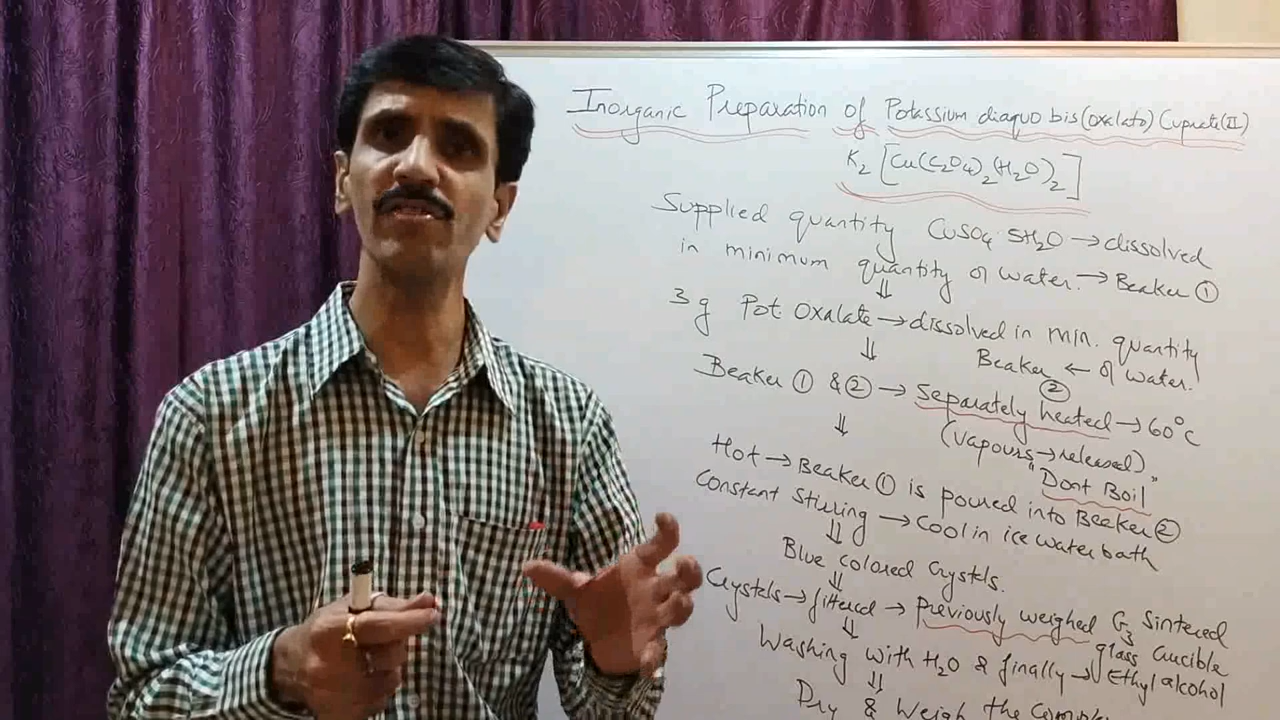 Inorganic Preparation of Potassium diaquo bis(oxalato) Cuprate(II)
K2[Cu(C2O4)2(H2O)2]
Supplied quantity CuSO4 5H2O → dissolved
in minimum quantity of water. → Beaker ①
⇓
3g Pot Oxalate → dissolved in min. quantity
of water.
← Beaker ②
⇓
Beaker ① & ② → Separately heated → 60°C
(vapours → released)
"Dont Boil"
⇓
Hot → Beaker ① is poured into Beaker ②
Constant Stirring → Cool in ice water bath
⇓
Blue colored Crystels.
⇓
Crystels → filtered → Previously weighed G3 Sintered
glass Crucible
⇓
Washing with H2O & finally → Ethyl alcohol
⇓
Dry & Weigh the Complex